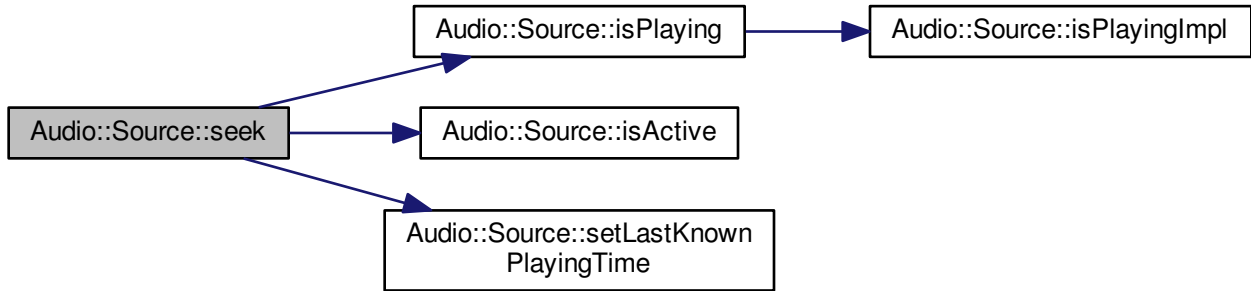 Audio::Source::isPlaying
Audio::Source::isPlayingImpl
Audio::Source::seek
Audio::Source::isActive
Audio::Source::setLastKnown
PlayingTime